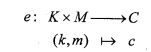 e: K × M ⟶ C
(k, m) ↦ c